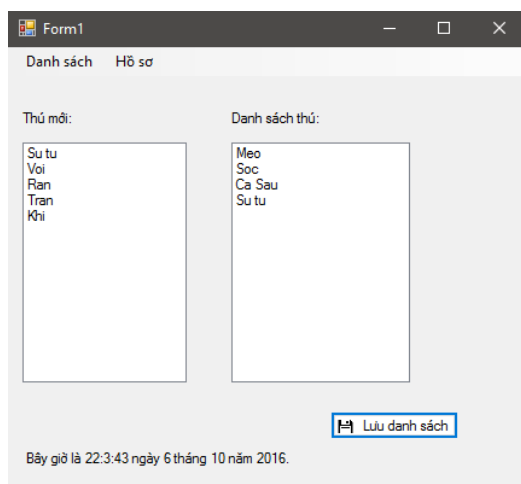 Form1
Danh sách Hồ sơ
Thú mới: Danh sách thú:
Su tu
Voi
Ran
Tran
Khi
Meo
Soc
Ca Sau
Su tu
Lưu danh sách
Bây giờ là 22:3:43 ngày 6 tháng 10 năm 2016.